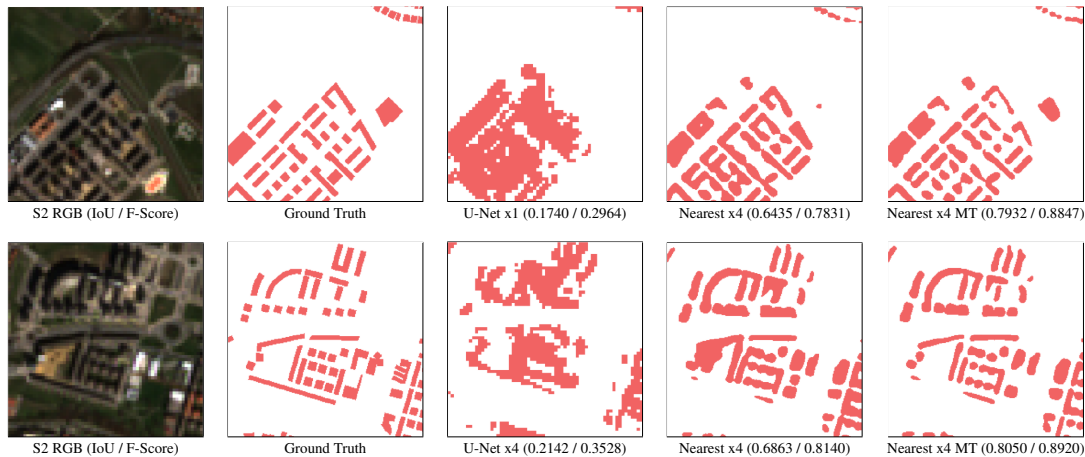 S2 RGB (IoU / F-Score)
Ground Truth
U-Net x1 (0.1740 / 0.2964)
Nearest x4 (0.6435 / 0.7831)
Nearest x4 MT (0.7932 / 0.8847)
S2 RGB (IoU / F-Score)
Ground Truth
U-Net x4 (0.2142 / 0.3528)
Nearest x4 (0.6863 / 0.8140)
Nearest x4 MT (0.8050 / 0.8920)